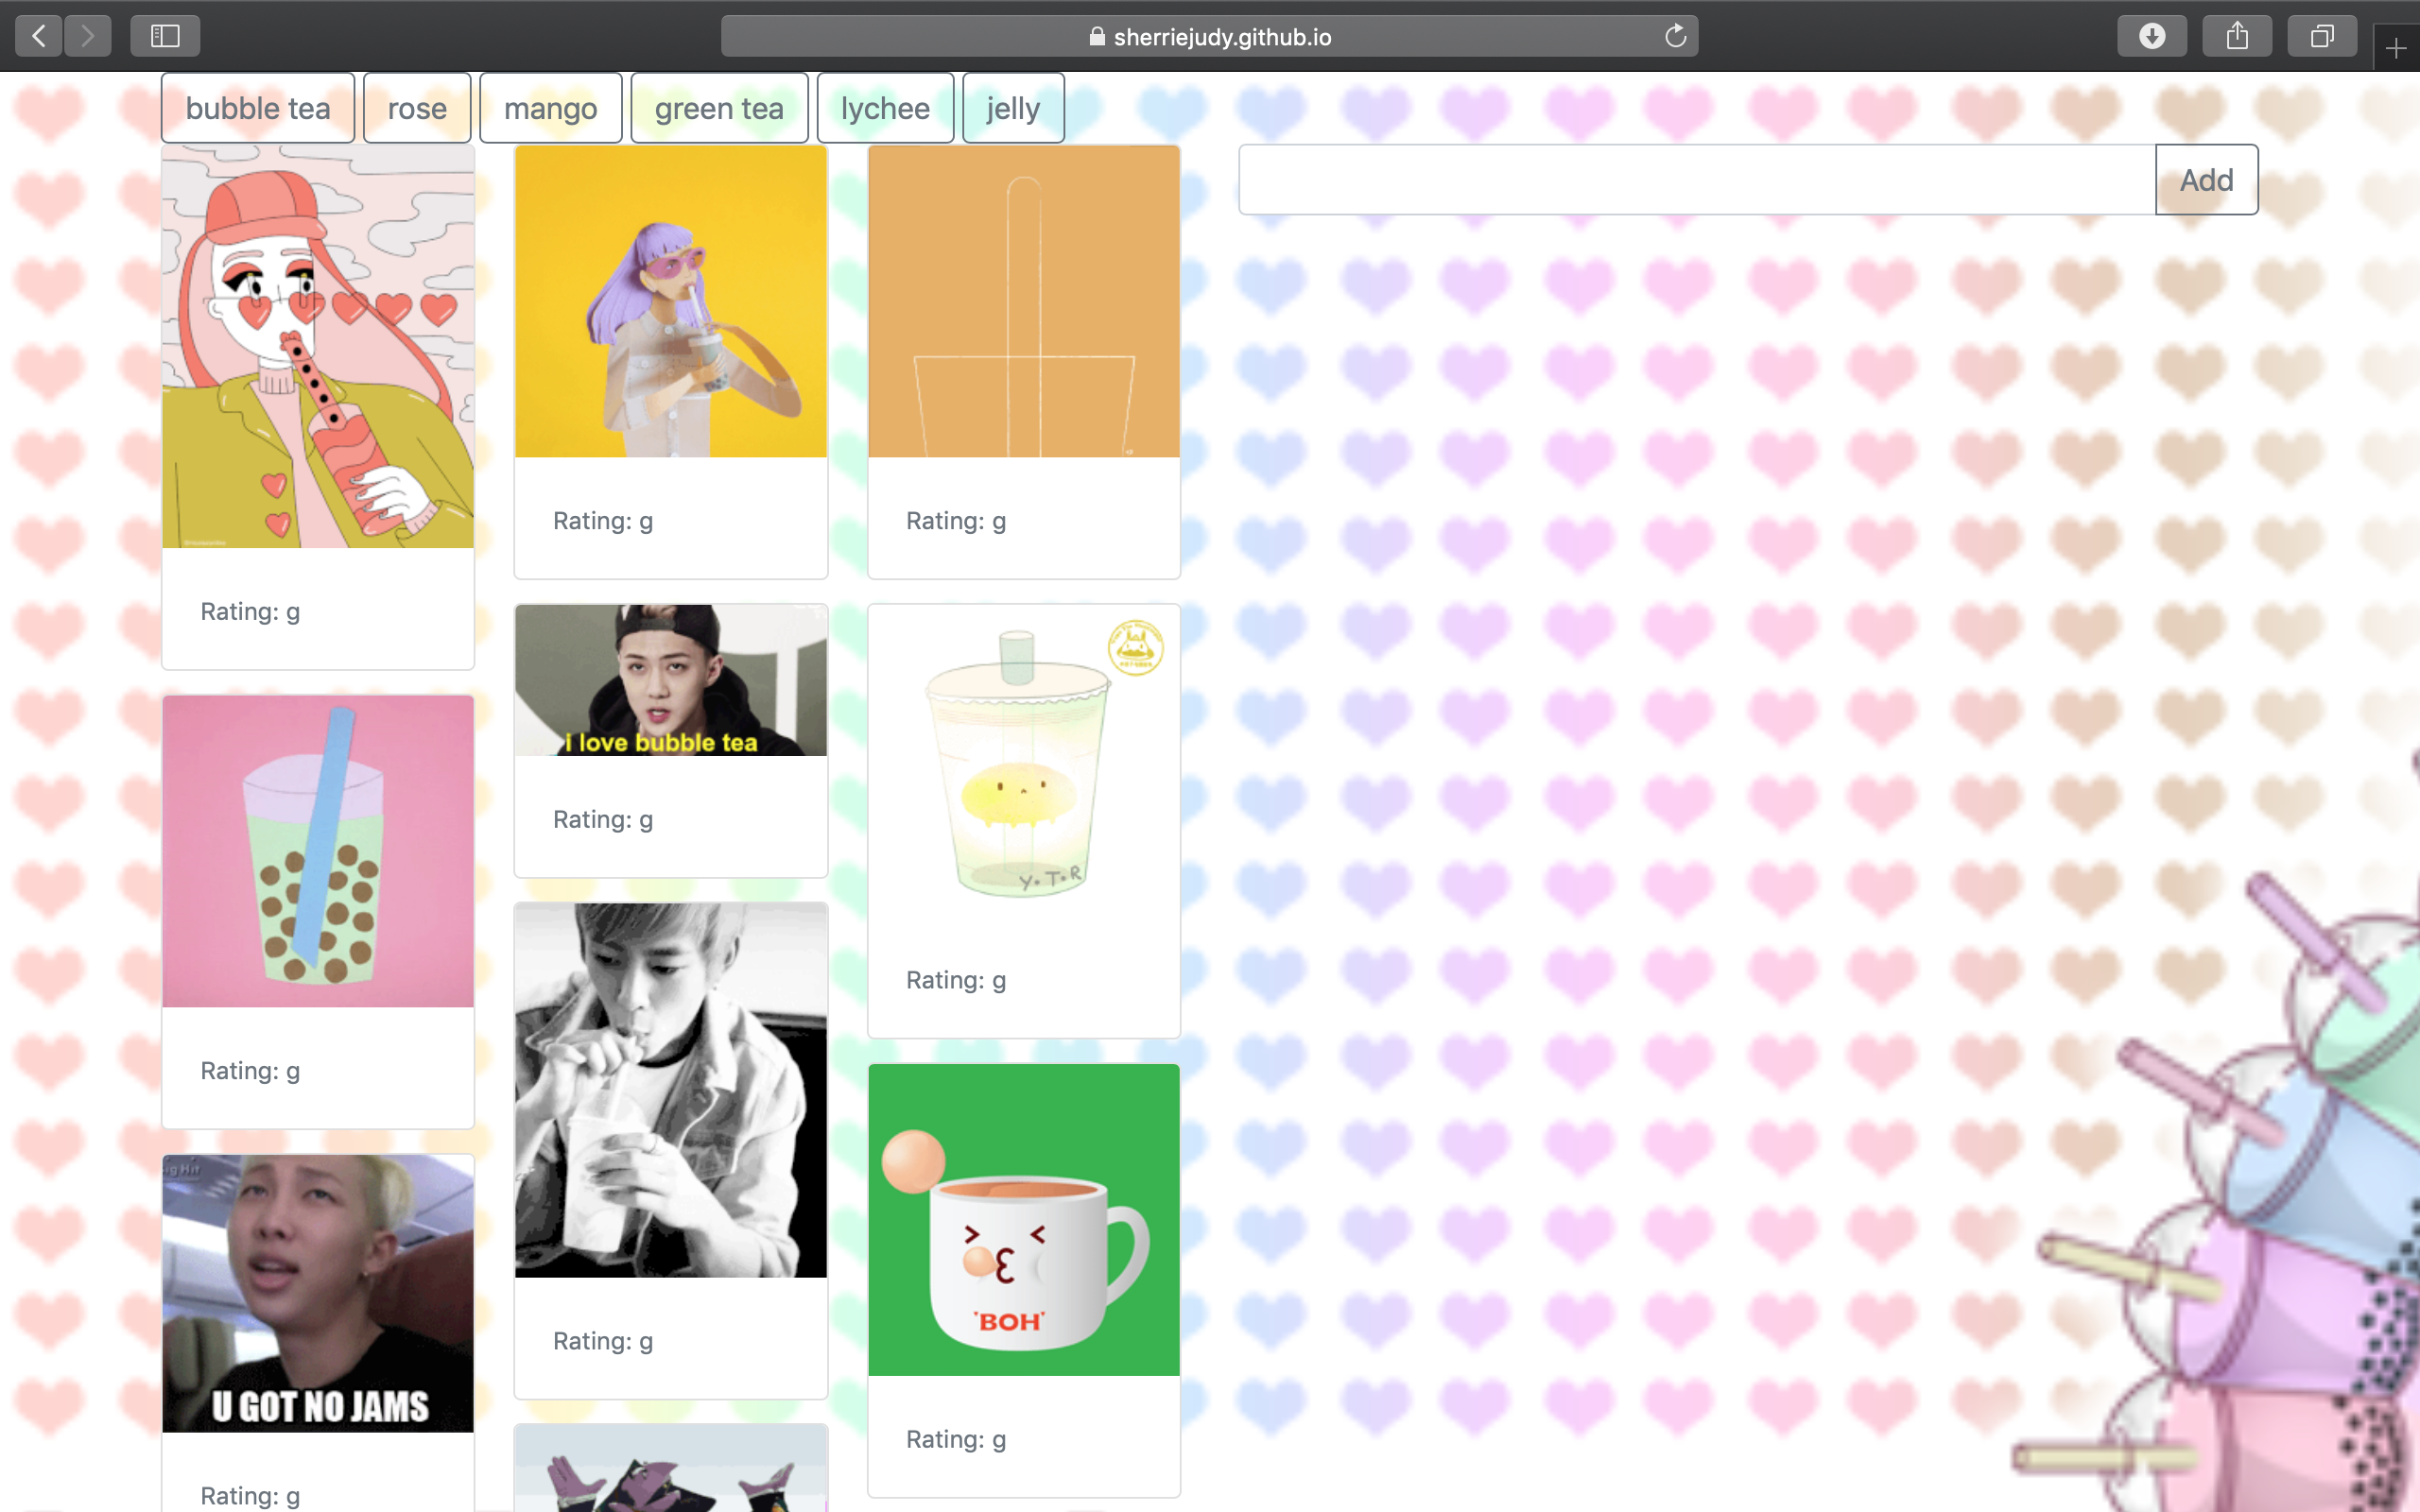 sherriejudy.github.io
bubble tea
rose
mango
green tea
lychee
jelly
Add
Rating: g
Rating: g
Rating: g
i love bubble tea
Rating: g
Y.T.R
Rating: g
Rating: g
Rating: g
'BOH'
Rating: g
U GOT NO JAMS
Rating: g